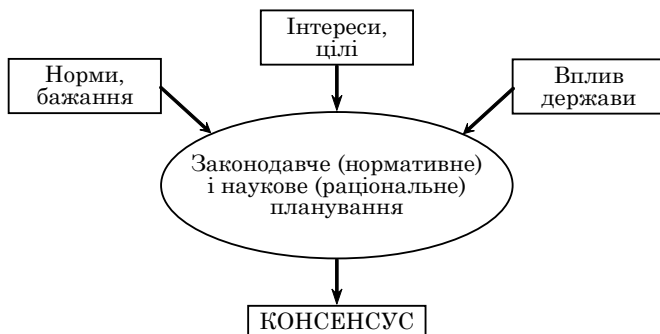 Інтереси,
цілі
Норми,
бажання
Вплив
держави
Законодавче (нормативне)
і наукове (раціональне)
планування
КОНСЕНСУС